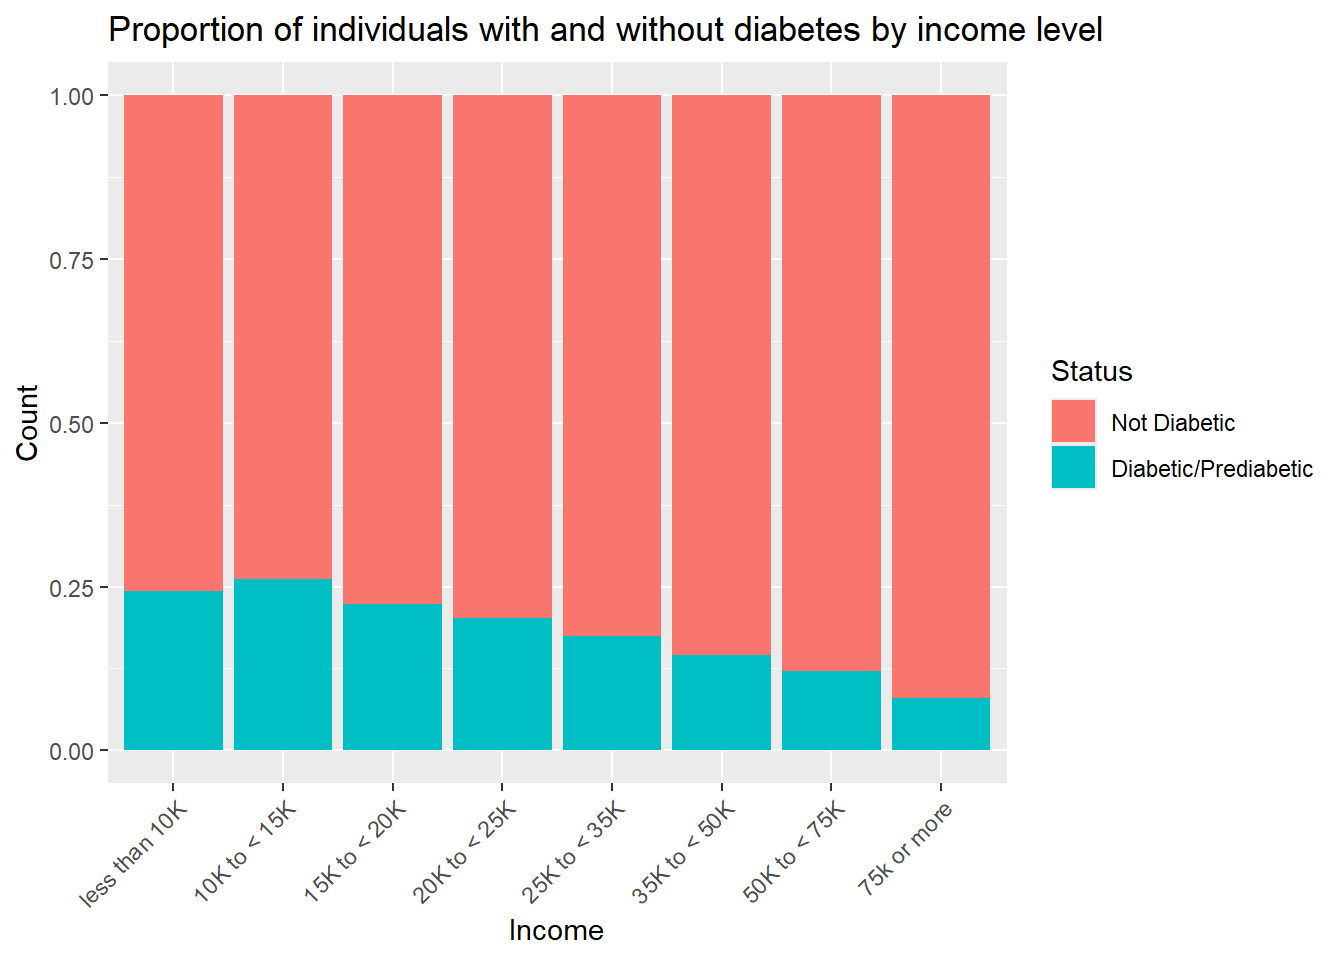 Proportion of individuals with and without diabetes by income level
1.00
0.75
0.50
0.25
0.00
Count
less than 10K
10K to < 15K
15K to < 20K
20K to < 25K
25K to < 35K
35K to < 50K
50K to < 75K
75k or more
Income
Status
Not Diabetic
Diabetic/Prediabetic